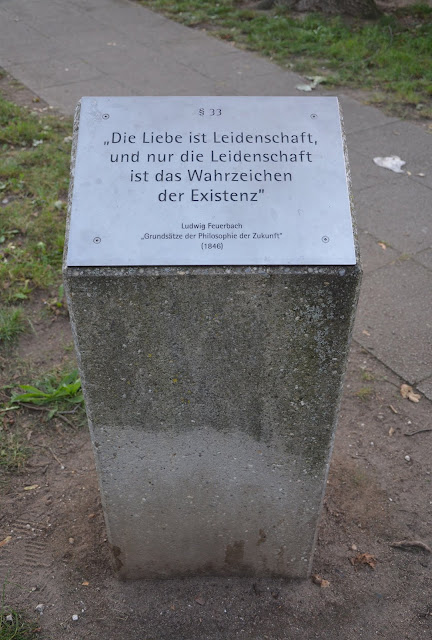 § 33
„Die Liebe ist Leidenschaft,
und nur die Leidenschaft
ist das Wahrzeichen
der Existenz"
Ludwig Feuerbach
„Grundsätze der Philosophie der Zukunft"
(1846)